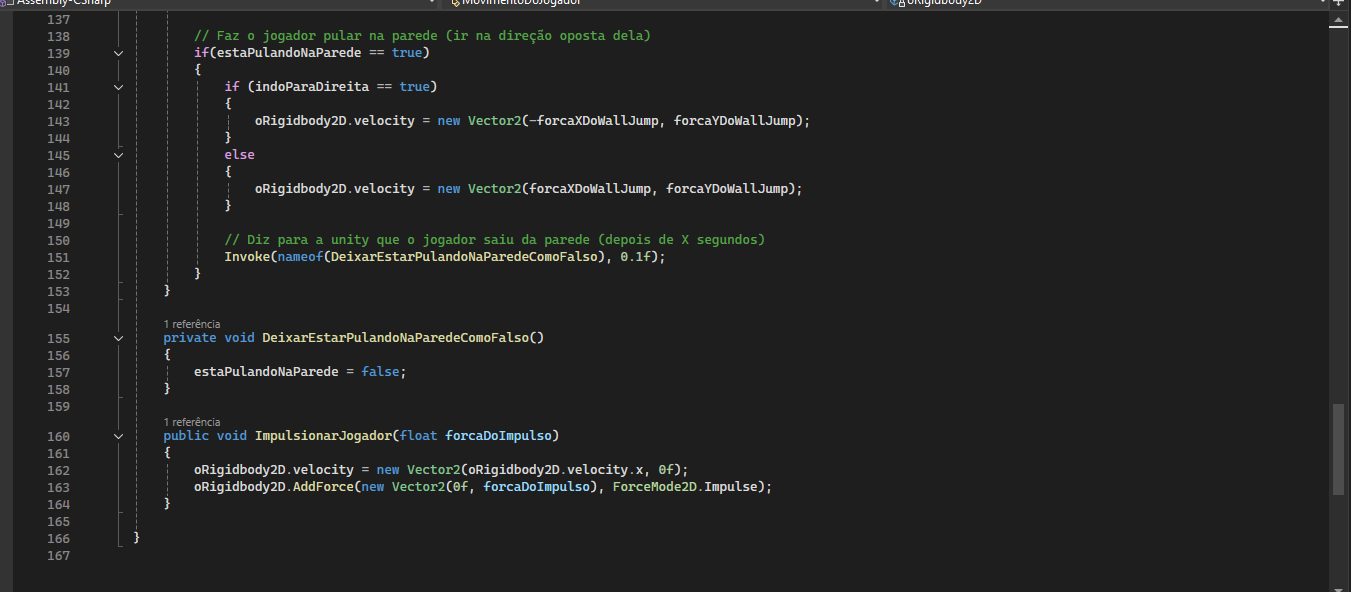 Assembly-CSharp MovimentoDoJogador oRigidbody2D
137
138 // Faz o jogador pular na parede (ir na direção oposta dela)
139 if(estaPulandoNaParede == true)
140 {
141 if (indoParaDireita == true)
142 {
143 oRigidbody2D.velocity = new Vector2(-forcaXDoWallJump, forcaYDoWallJump);
144 }
145 else
146 {
147 oRigidbody2D.velocity = new Vector2(forcaXDoWallJump, forcaYDoWallJump);
148 }
149
150 // Diz para a unity que o jogador saiu da parede (depois de X segundos)
151 Invoke(nameof(DeixarEstarPulandoNaParedeComoFalso), 0.1f);
152 }
153 }
154
1 referência
155 private void DeixarEstarPulandoNaParedeComoFalso()
156 {
157 estaPulandoNaParede = false;
158 }
159
1 referência
160 public void ImpulsionarJogador(float forcaDoImpulso)
161 {
162 oRigidbody2D.velocity = new Vector2(oRigidbody2D.velocity.x, 0f);
163 oRigidbody2D.AddForce(new Vector2(0f, forcaDoImpulso), ForceMode2D.Impulse);
164 }
165
166 }
167